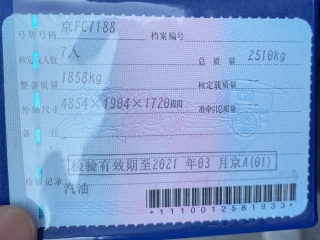 号牌号码 京FC7188 档案编号
核定载人数 7人 总质量 2510kg
整备质量 1858kg 核定载质量
外廓尺寸 4854×1904×1720mm 准牵引总质量
备注
检验有效期至2021年03月京A(01)
检验记录
汽油
*1110012581933*